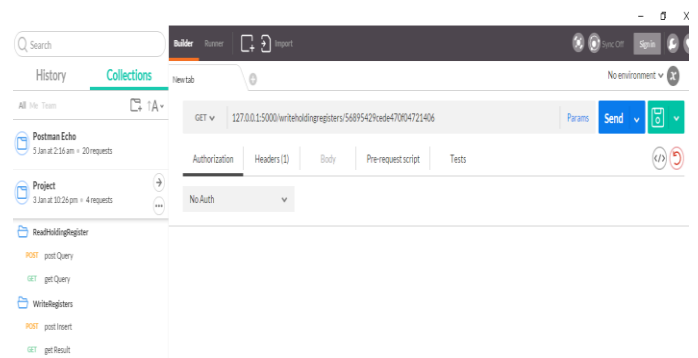 Search
Builder Runner Import Sync Off Sign in
History Collections
New tab No environment
All Me Team
GET 127.0.0.1:5000/writeholdingregisters/56895429cede470f04721406 Params Send
Postman Echo
5 Jan at 2:16 am 20 requests
Authorization Headers (1) Body Pre-request script Tests
Project
3 Jan at 10:26 pm 4 requests
No Auth
ReadHoldingRegister
POST post Query
GET get Query
WriteRegisters
POST post Insert
GET get Result